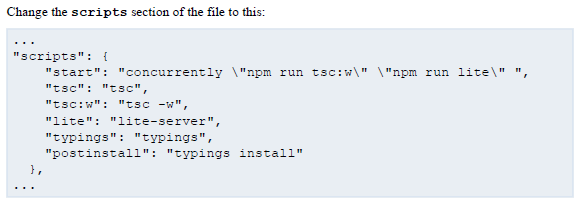 Change the scripts section of the file to this:
...
"scripts": {
    "start": "concurrently \"npm run tsc:w\" \"npm run lite\" ",
    "tsc": "tsc",
    "tsc:w": "tsc -w",
    "lite": "lite-server",
    "typings": "typings",
    "postinstall": "typings install"
  },
...